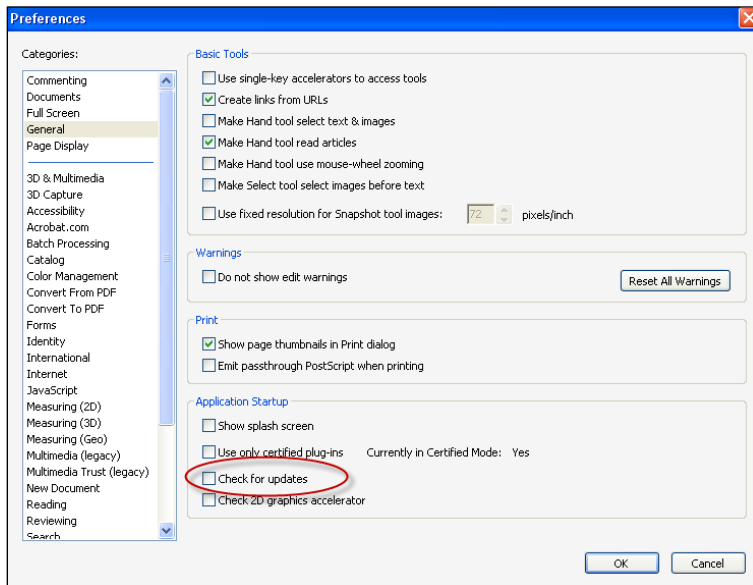 Preferences
Categories:
Commenting
Documents
Full Screen
General
Page Display
3D & Multimedia
3D Capture
Accessibility
Acrobat.com
Batch Processing
Catalog
Color Management
Convert From PDF
Convert To PDF
Forms
Identity
International
Internet
JavaScript
Measuring (2D)
Measuring (3D)
Measuring (Geo)
Multimedia (legacy)
Multimedia Trust (legacy)
New Document
Reading
Reviewing
Search
Basic Tools
Use single-key accelerators to access tools
Create links from URLs
Make Hand tool select text & images
Make Hand tool read articles
Make Hand tool use mouse-wheel zooming
Make Select tool select images before text
Use fixed resolution for Snapshot tool images: 72 pixels/inch
Warnings
Do not show edit warnings
Reset All Warnings
Print
Show page thumbnails in Print dialog
Emit passthrough PostScript when printing
Application Startup
Show splash screen
Use only certified plug-ins Currently in Certified Mode: Yes
Check for updates
Check 2D graphics accelerator
OK Cancel